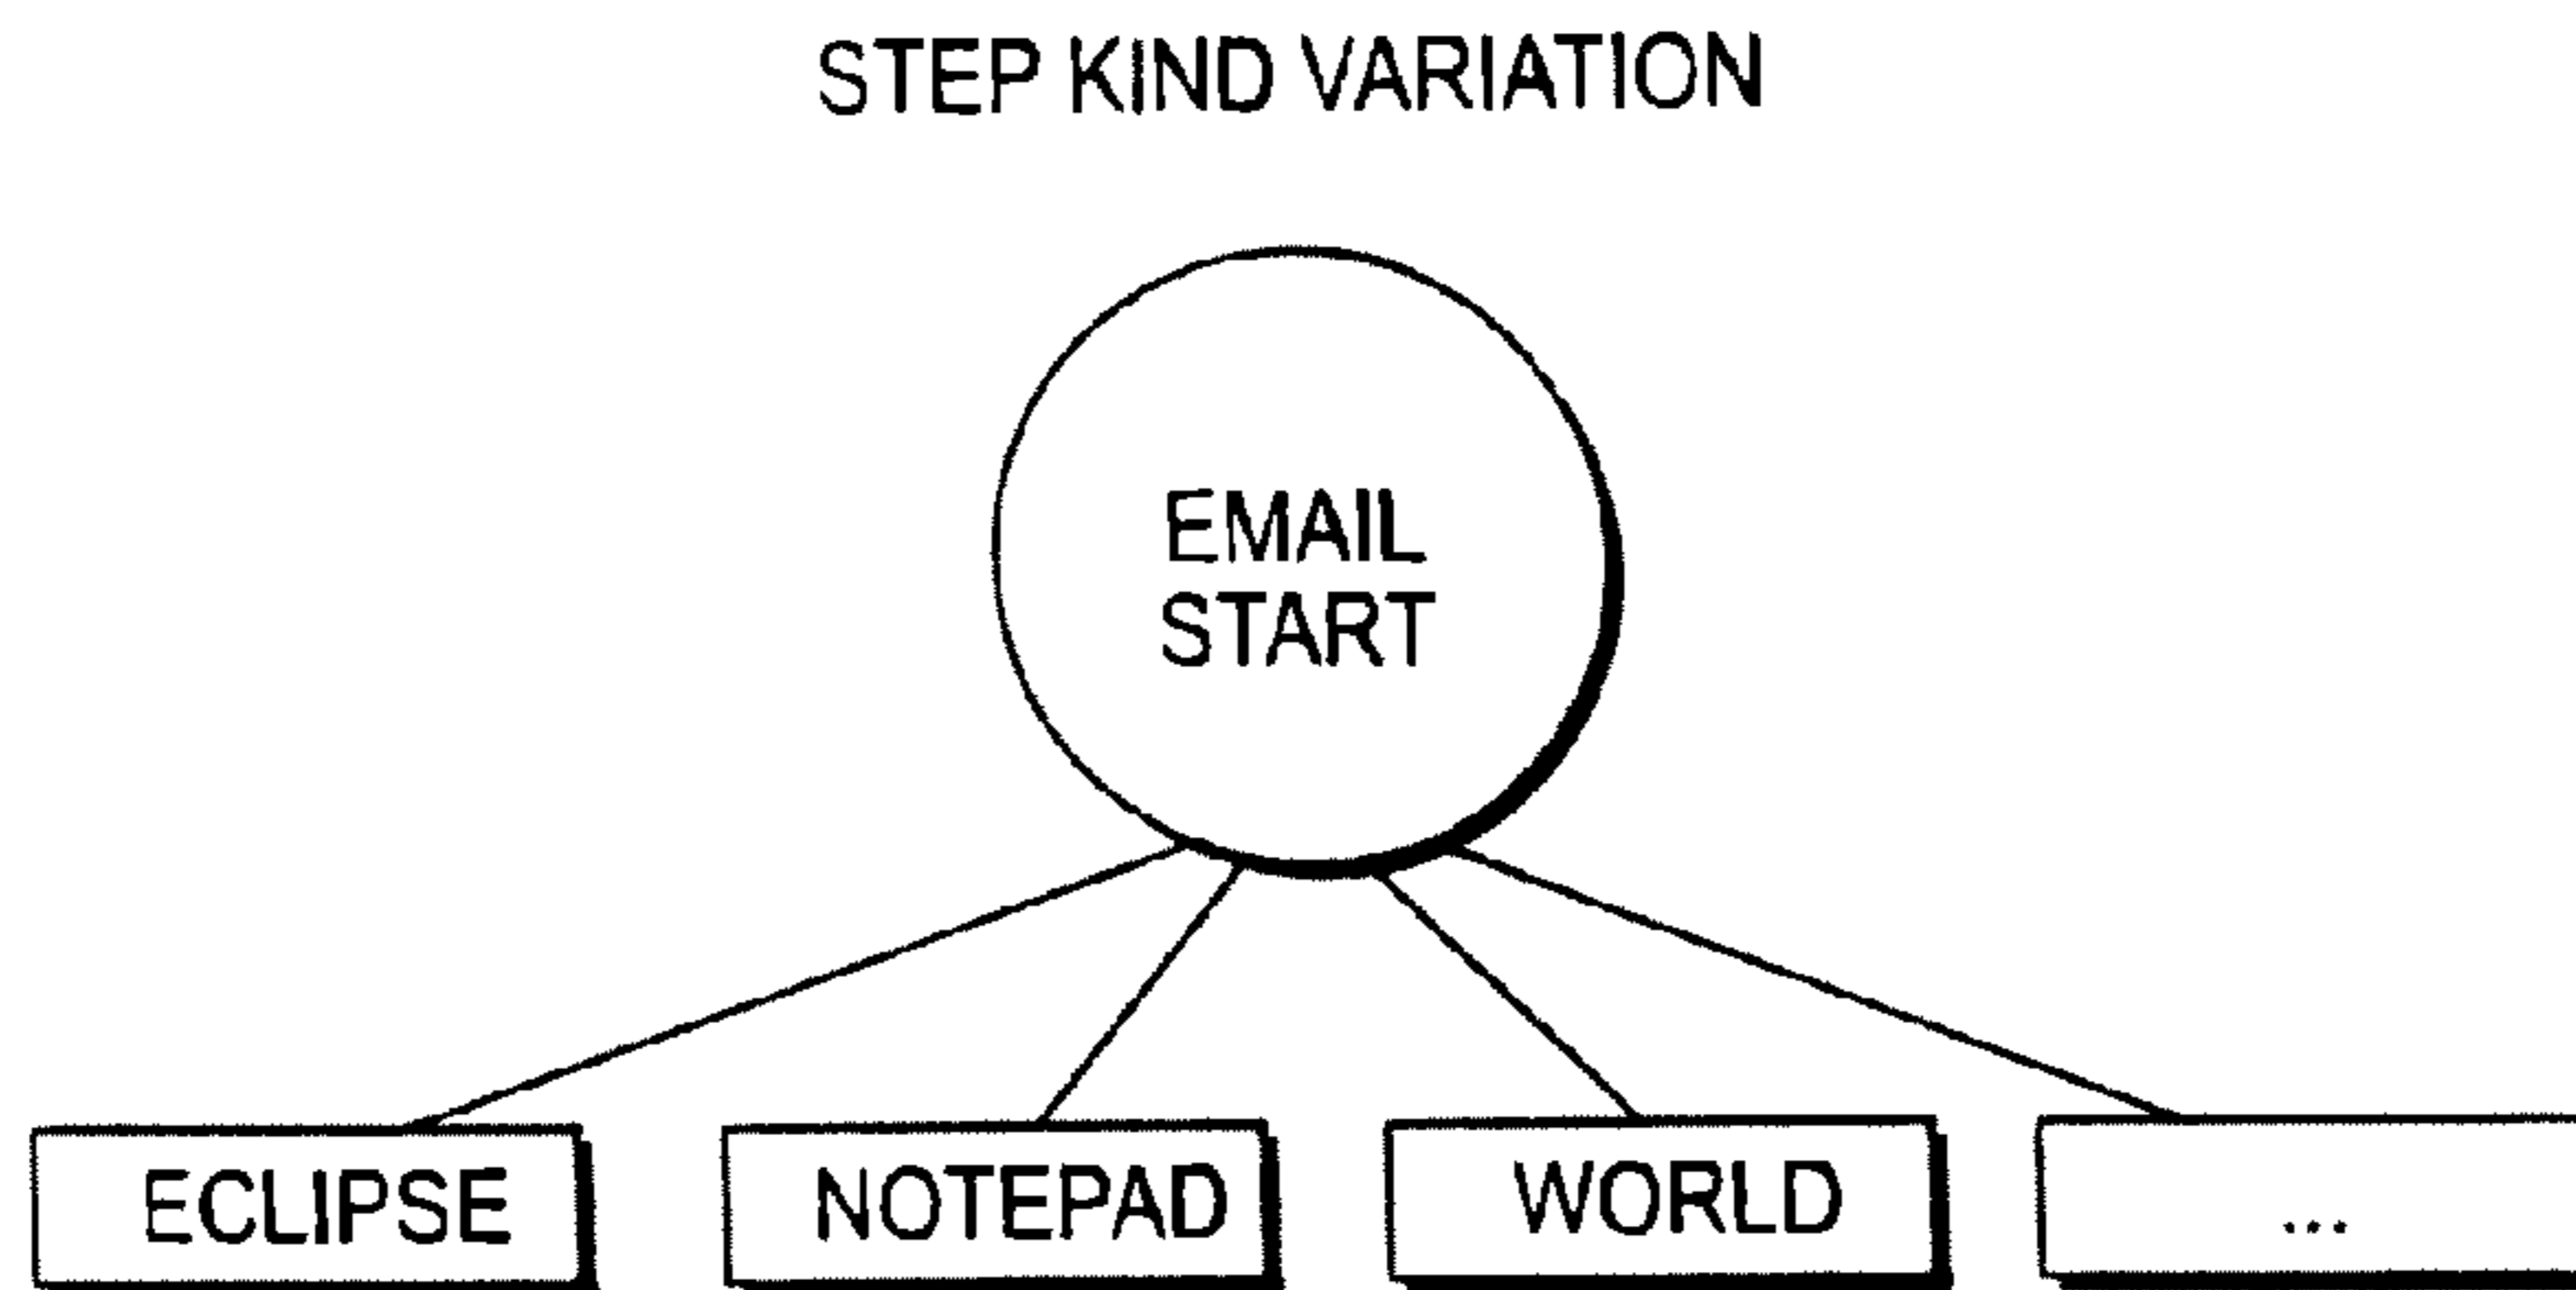 STEP KIND VARIATION
EMAIL
START
ECLIPSE
NOTEPAD
WORLD
...